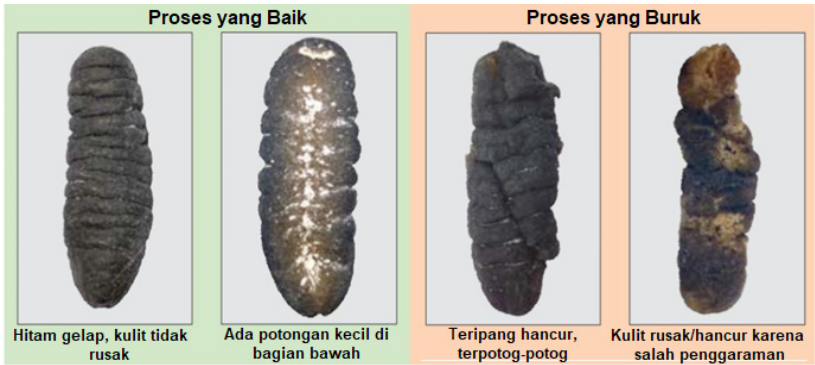 Proses yang Baik
Proses yang Buruk
Hitam gelap, kulit tidak
rusak
Ada potongan kecil di
bagian bawah
Teripang hancur,
terpotog-potog
Kulit rusak/hancur karena
salah penggaraman